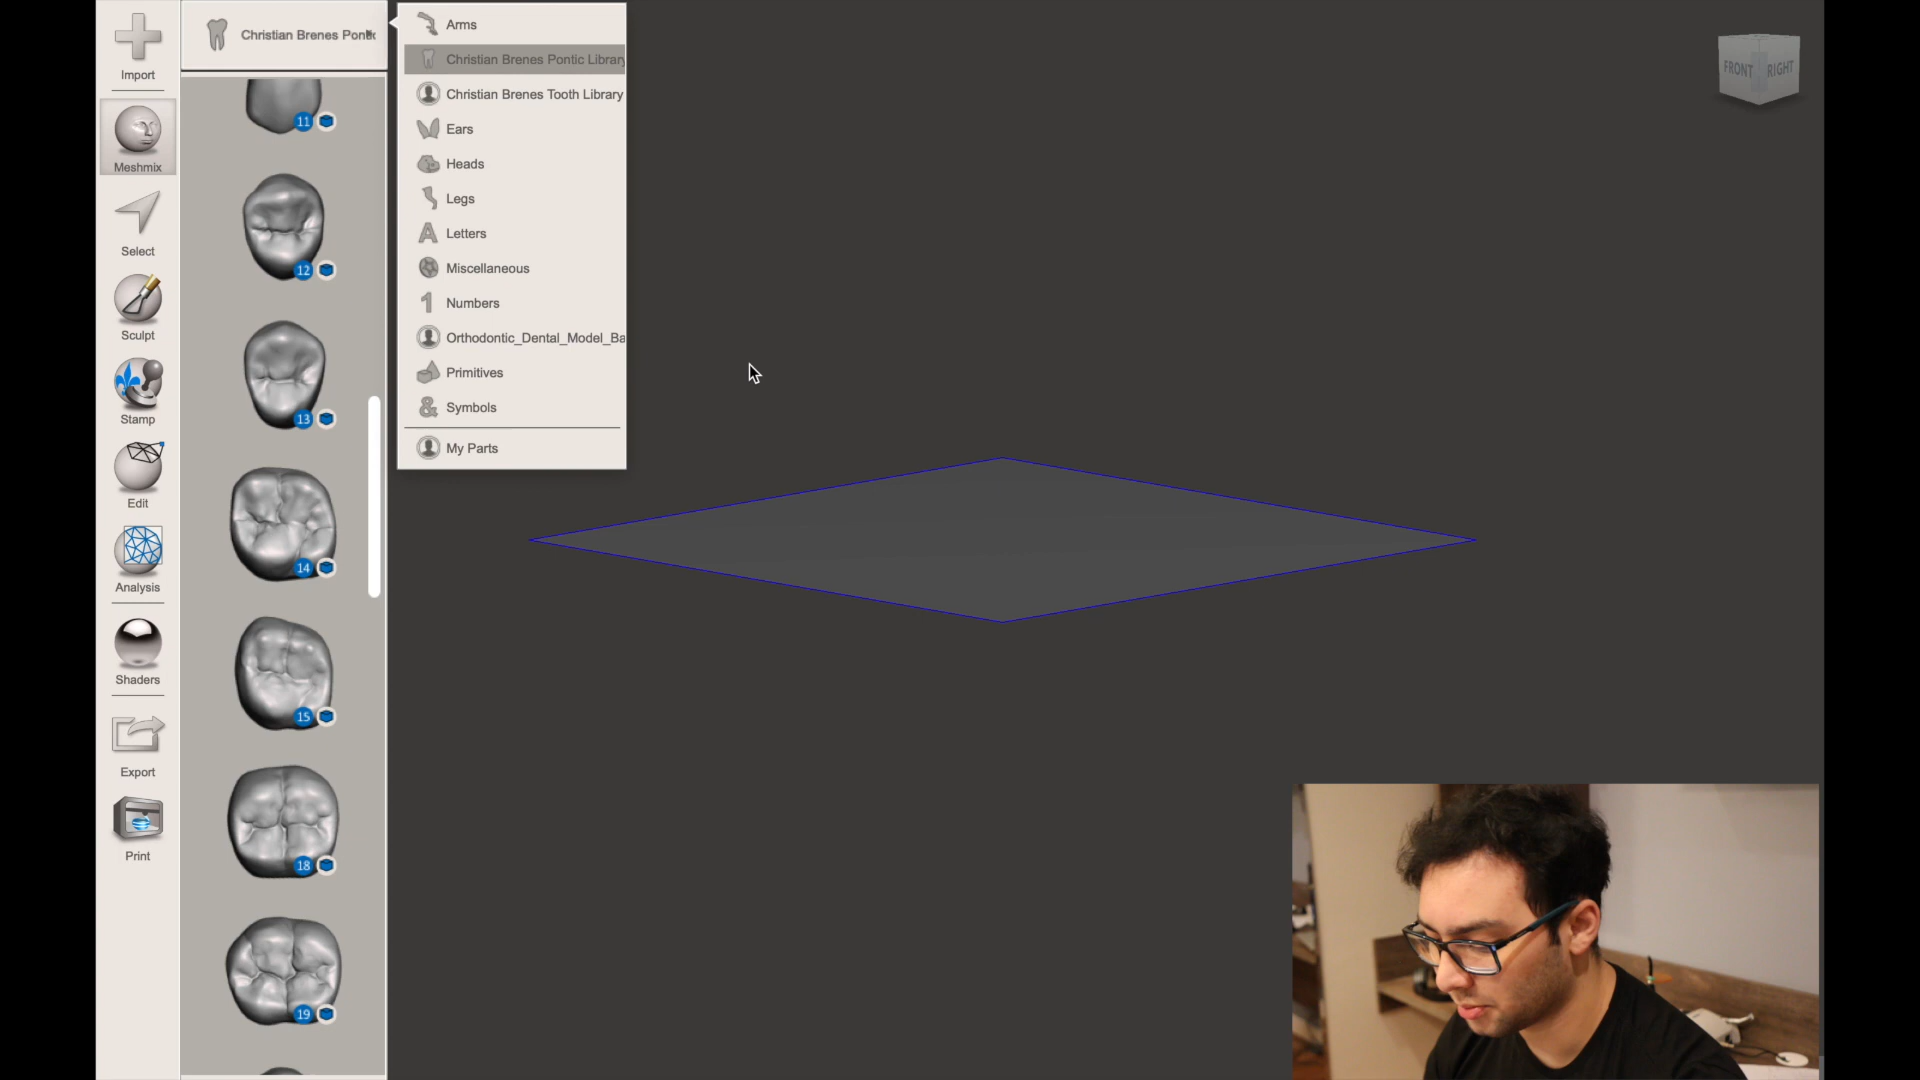 Import
Meshmix
Select
Sculpt
Stamp
Edit
Analysis
Shaders
Export
Print
Christian Brenes
11
12
13
14
15
18
19
Arms
Christian Brenes Pontic Library
Christian Brenes Tooth Library
Ears
Heads
Legs
Letters
Miscellaneous
Numbers
Orthodontic_Dental_Model_Ba
Primitives
Symbols
My Parts
FRONT
RIGHT